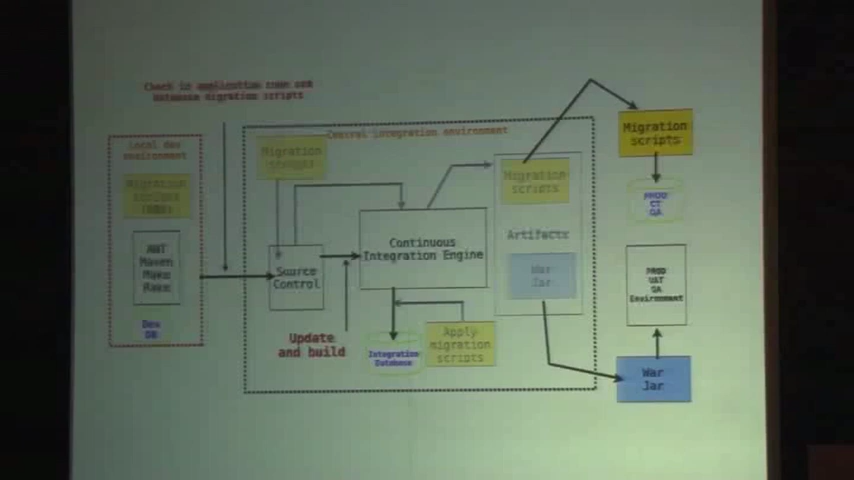 Check in application code and
database migration scripts
Local dev
environment
Migration
scripts
ANT
Maven
Make
Rake
Dev
DB
Central integration environment
Migration
scripts
Source
Control
Update
and build
Continuous
Integration Engine
Integration
Database
Apply
migration
scripts
Migration
scripts
Artifacts
War
Jar
Migration
scripts
PROD
QA
PROD
UAT
QA
Environment
War
Jar